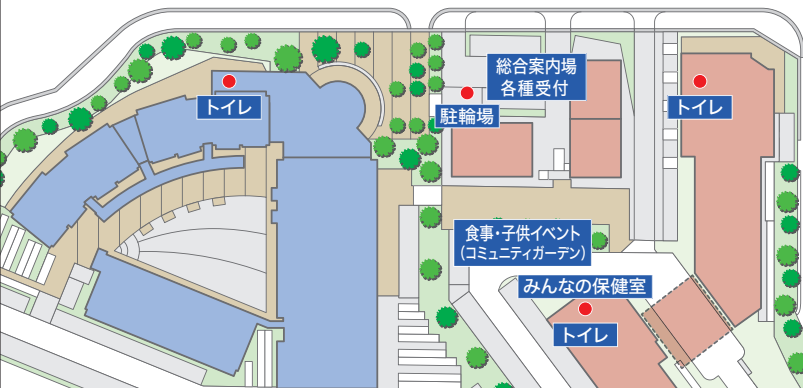 総合案内場
各種受付
トイレ
駐輪場
トイレ
食事・子供イベント
(コミュニティガーデン)
みんなの保健室
トイレ